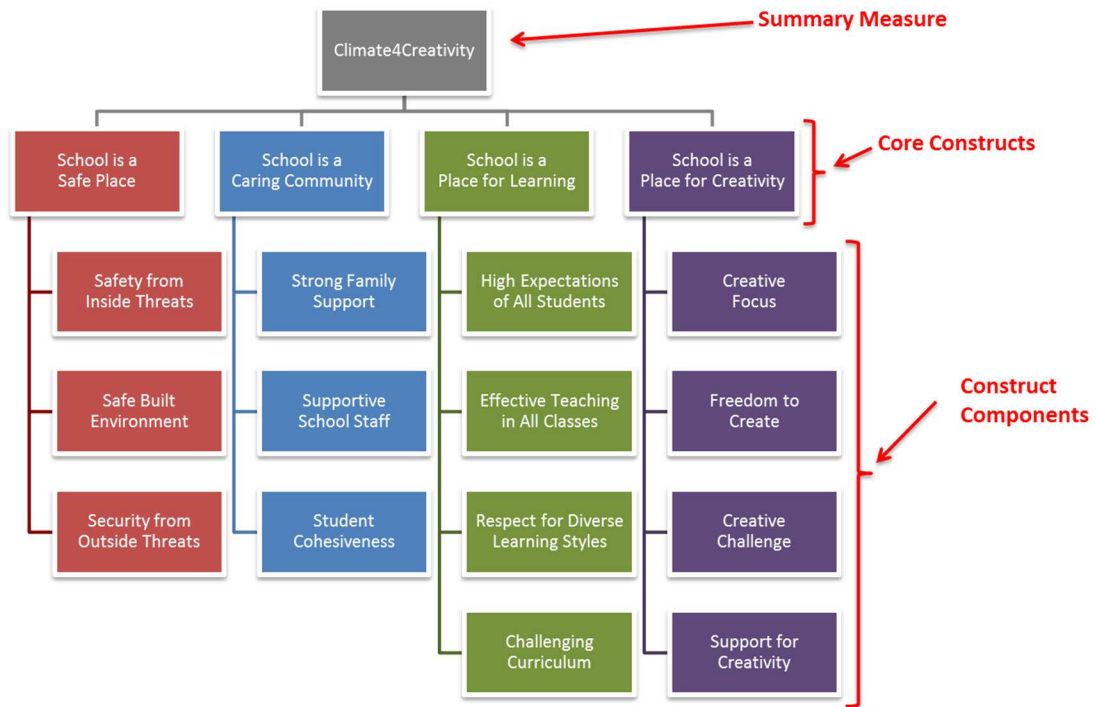 Summary Measure
Climate4Creativity
Core Constructs
School is a
Safe Place
School is a
Caring Community
School is a
Place for Learning
School is a
Place for Creativity
Safety from
Inside Threats
Strong Family
Support
High Expectations
of All Students
Creative
Focus
Construct
Components
Safe Built
Environment
Supportive
School Staff
Effective Teaching
in All Classes
Freedom to
Create
Security from
Outside Threats
Student
Cohesiveness
Respect for Diverse
Learning Styles
Creative
Challenge
Challenging
Curriculum
Support for
Creativity